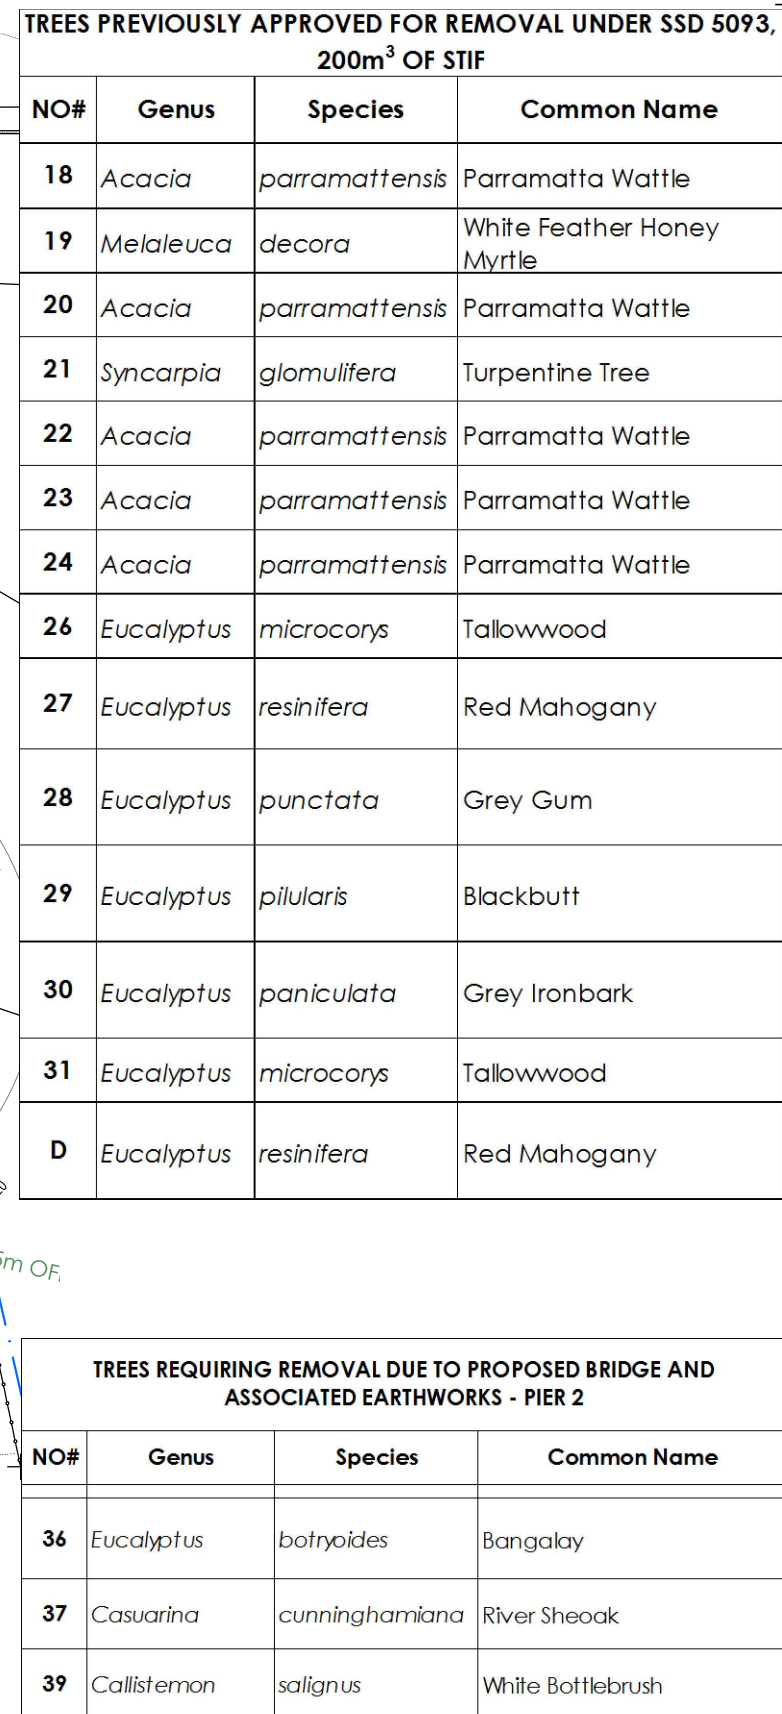 TREES PREVIOUSLY APPROVED FOR REMOVAL UNDER SSD 5093,
200m³ OF STIF
NO# Genus Species Common Name
18 Acacia parramattensis Parramatta Wattle
19 Melaleuca decora White Feather Honey
Myrtle
20 Acacia parramattensis Parramatta Wattle
21 Syncarpia glomulifera Turpentine Tree
22 Acacia parramattensis Parramatta Wattle
23 Acacia parramattensis Parramatta Wattle
24 Acacia parramattensis Parramatta Wattle
26 Eucalyptus microcorys Tallowwood
27 Eucalyptus resinifera Red Mahogany
28 Eucalyptus punctata Grey Gum
29 Eucalyptus pilularis Blackbutt
30 Eucalyptus paniculata Grey Ironbark
31 Eucalyptus microcorys Tallowwood
D Eucalyptus resinifera Red Mahogany
TREES REQUIRING REMOVAL DUE TO PROPOSED BRIDGE AND
ASSOCIATED EARTHWORKS - PIER 2
NO# Genus Species Common Name
36 Eucalyptus botryoides Bangalay
37 Casuarina cunninghamiana River Sheoak
39 Callistemon salignus White Bottlebrush